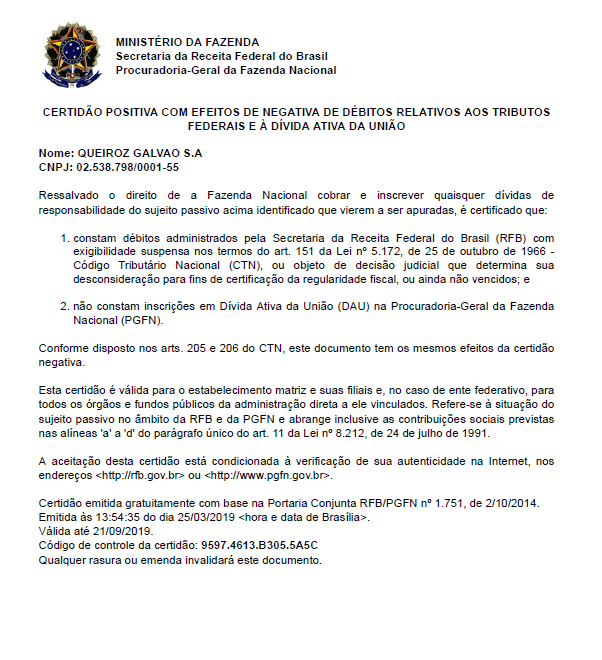 MINISTÉRIO DA FAZENDA
Secretaria da Receita Federal do Brasil
Procuradoria-Geral da Fazenda Nacional
CERTIDÃO POSITIVA COM EFEITOS DE NEGATIVA DE DÉBITOS RELATIVOS AOS TRIBUTOS
FEDERAIS E À DÍVIDA ATIVA DA UNIÃO
Nome: QUEIROZ GALVAO S.A
CNPJ: 02.538.798/0001-55
Ressalvado o direito de a Fazenda Nacional cobrar e inscrever quaisquer dívidas de
responsabilidade do sujeito passivo acima identificado que vierem a ser apuradas, é certificado que:
1. constam débitos administrados pela Secretaria da Receita Federal do Brasil (RFB) com
exigibilidade suspensa nos termos do art. 151 da Lei nº 5.172, de 25 de outubro de 1966 -
Código Tributário Nacional (CTN), ou objeto de decisão judicial que determina sua
desconsideração para fins de certificação da regularidade fiscal, ou ainda não vencidos; e
2. não constam inscrições em Dívida Ativa da União (DAU) na Procuradoria-Geral da Fazenda
Nacional (PGFN).
Conforme disposto nos arts. 205 e 206 do CTN, este documento tem os mesmos efeitos da certidão
negativa.
Esta certidão é válida para o estabelecimento matriz e suas filiais e, no caso de ente federativo, para
todos os órgãos e fundos públicos da administração direta a ele vinculados. Refere-se à situação do
sujeito passivo no âmbito da RFB e da PGFN e abrange inclusive as contribuições sociais previstas
nas alíneas 'a' a 'd' do parágrafo único do art. 11 da Lei nº 8.212, de 24 de julho de 1991.
A aceitação desta certidão está condicionada à verificação de sua autenticidade na Internet, nos
endereços <http://rfb.gov.br> ou <http://www.pgfn.gov.br>.
Certidão emitida gratuitamente com base na Portaria Conjunta RFB/PGFN nº 1.751, de 2/10/2014.
Emitida às 13:54:35 do dia 25/03/2019 <hora e data de Brasília>.
Válida até 21/09/2019.
Código de controle da certidão: 9597.4613.B305.5A5C
Qualquer rasura ou emenda invalidará este documento.